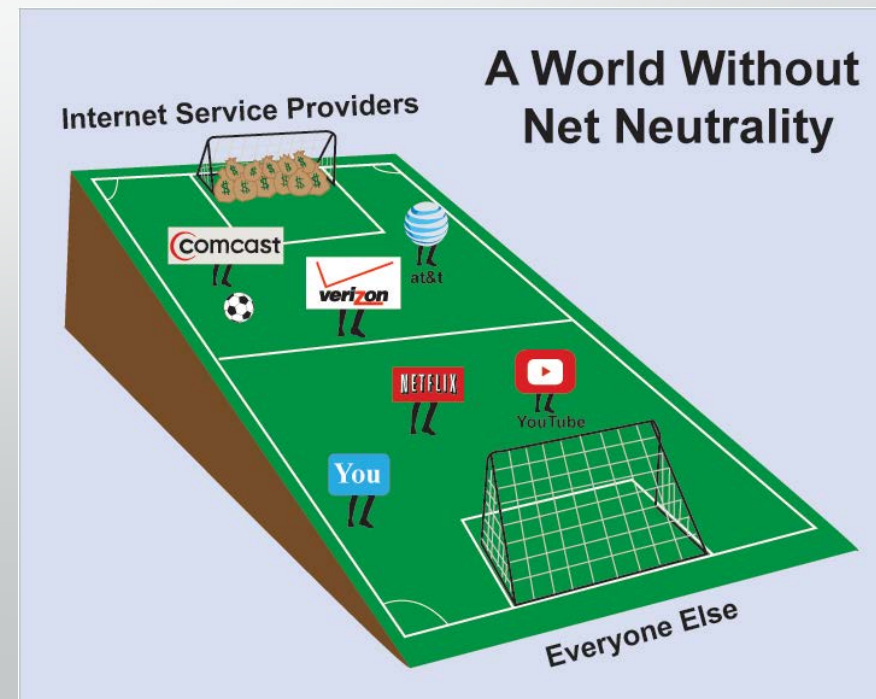 A World Without
Net Neutrality
Internet Service Providers
$ $ $ $ $
$ $ $ $ $ $
comcast
at&t
verizon
NETFLIX
YouTube
You
Everyone Else